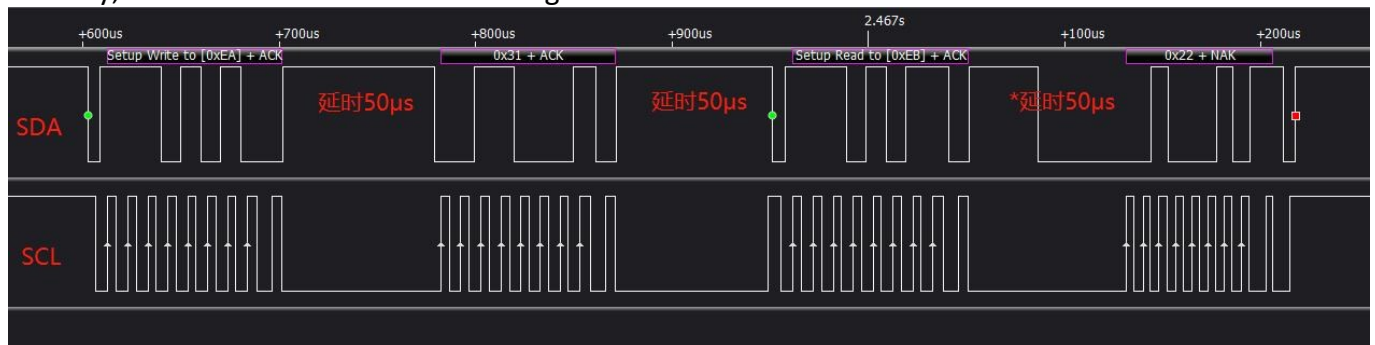 2.467s
+600us +700us +800us +900us +100us +200us
Setup Write to [0xEA] + ACK 0x31 + ACK Setup Read to [0xEB] + ACK 0x22 + NAK
延时50μs 延时50μs *延时50μs
SDA
SCL